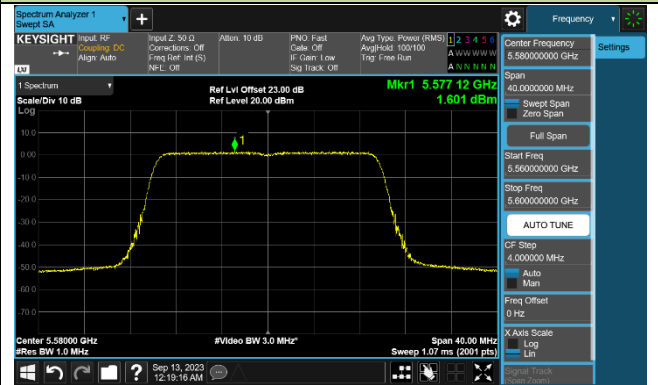 Spectrum Analyzer 1
Swept SA
+
Frequency
KEYSIGHT
Input: RF
Coupling: DC
Align: Auto
Input Z: 50 Ω
Corrections: Off
Freq Ref: Int (S)
NFE: Off
Atten: 10 dB
PNO: Fast
Gate: Off
IF Gain: Low
Sig Track: Off
Avg Type: Power (RMS)
Avg|Hold: 100/100
Trig: Free Run
1 2 3 4 5 6
A W W W W W
A N N N N N
LV
1 Spectrum
Scale/Div 10 dB
Log
Ref Lvl Offset 23.00 dB
Ref Level 20.00 dBm
Mkr1 5.577 12 GHz
1.601 dBm
1
10.0
0.00
-10.0
-20.0
-30.0
-40.0
-50.0
-60.0
-70.0
Center 5.58000 GHz
#Res BW 1.0 MHz
#Video BW 3.0 MHz*
Span 40.00 MHz
Sweep 1.07 ms (2001 pts)
Sep 13, 2023
12:19:16 AM
?
Center Frequency
5.580000000 GHz
Settings
Span
40.0000000 MHz
Swept Span
Zero Span
Full Span
Start Freq
5.560000000 GHz
Stop Freq
5.600000000 GHz
AUTO TUNE
CF Step
4.000000 MHz
Auto
Man
Freq Offset
0 Hz
X Axis Scale
Log
Lin
Signal Track
(Span Zoom)